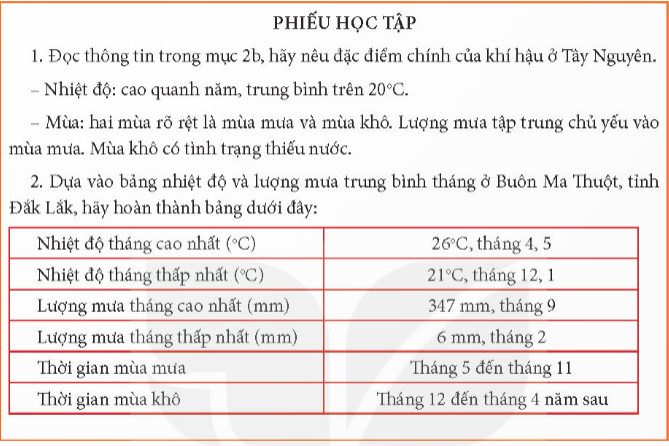 PHIẾU HỌC TẬP
1. Đọc thông tin trong mục 2b, hãy nêu đặc điểm chính của khí hậu ở Tây Nguyên.
– Nhiệt độ: cao quanh năm, trung bình trên 20°C.
– Mùa: hai mùa rõ rệt là mùa mưa và mùa khô. Lượng mưa tập trung chủ yếu vào
mùa mưa. Mùa khô có tình trạng thiếu nước.
2. Dựa vào bảng nhiệt độ và lượng mưa trung bình tháng ở Buôn Ma Thuột, tỉnh
Đắk Lắk, hãy hoàn thành bảng dưới đây:
Nhiệt độ tháng cao nhất (°C) 26°C, tháng 4, 5
Nhiệt độ tháng thấp nhất (°C) 21°C, tháng 12, 1
Lượng mưa tháng cao nhất (mm) 347 mm, tháng 9
Lượng mưa tháng thấp nhất (mm) 6 mm, tháng 2
Thời gian mùa mưa Tháng 5 đến tháng 11
Thời gian mùa khô Tháng 12 đến tháng 4 năm sau